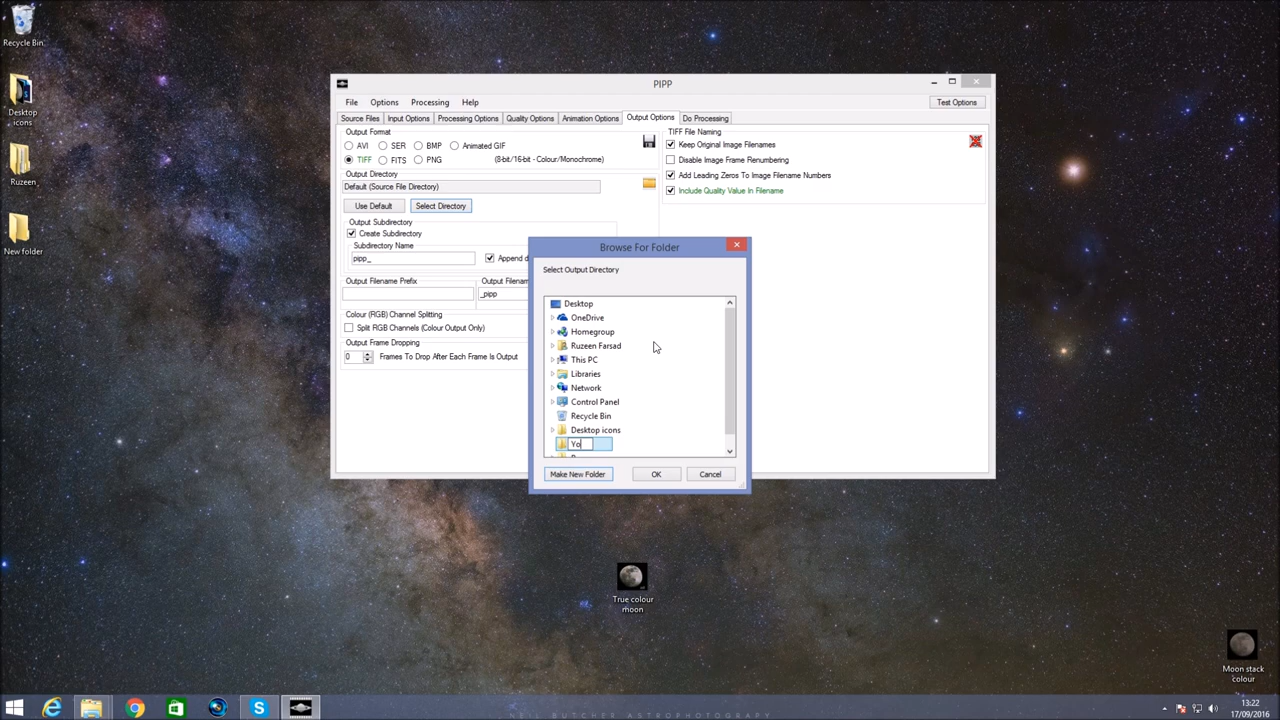 Recycle Bin
Desktop
icons
Ruzeen
New folder
PIPP
File Options Processing Help
Test Options
Source Files Input Options Processing Options Quality Options Animation Options Output Options Do Processing
Output Format
AVI SER BMP Animated GIF
TIFF FITS PNG (8-bit/16-bit - Colour/Monochrome)
Output Directory
Default (Source File Directory)
Use Default Select Directory
Output Subdirectory
Create Subdirectory
Subdirectory Name
pipp_ Append d
Output Filename Prefix Output Filenam
_pipp
Colour (RGB) Channel Splitting
Split RGB Channels (Colour Output Only)
Output Frame Dropping
0 Frames To Drop After Each Frame Is Output
TIFF File Naming
Keep Original Image Filenames
Disable Image Frame Renumbering
Add Leading Zeros To Image Filename Numbers
Include Quality Value In Filename
Browse For Folder
Select Output Directory
Desktop
OneDrive
Homegroup
Ruzeen Farsad
This PC
Libraries
Network
Control Panel
Recycle Bin
Desktop icons
Yo
Make New Folder OK Cancel
True colour
moon
Moon stack
colour
NEIL BUTCHER ASTROPHOTOGRAPY
13:22
17/09/2016